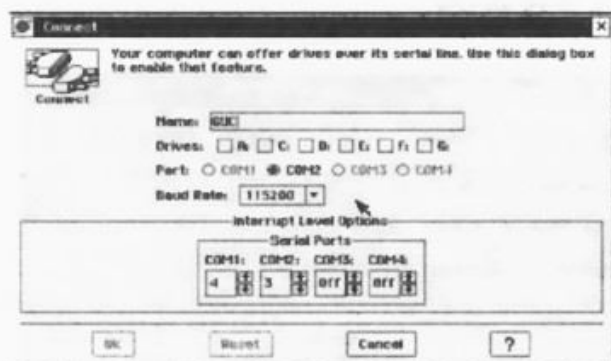 Connect
Your computer can offer drives over its serial line. Use this dialog box
to enable that feature.
Connect
Name: GUC
Drives: A: C: D: E: F: G:
Port: COM1 COM2 COM3 COM4
Baud Rate: 115200
Interrupt Level Options
Serial Ports
COM1: COM2: COM3: COM4:
4 3 Off Off
Ok Reset Cancel ?